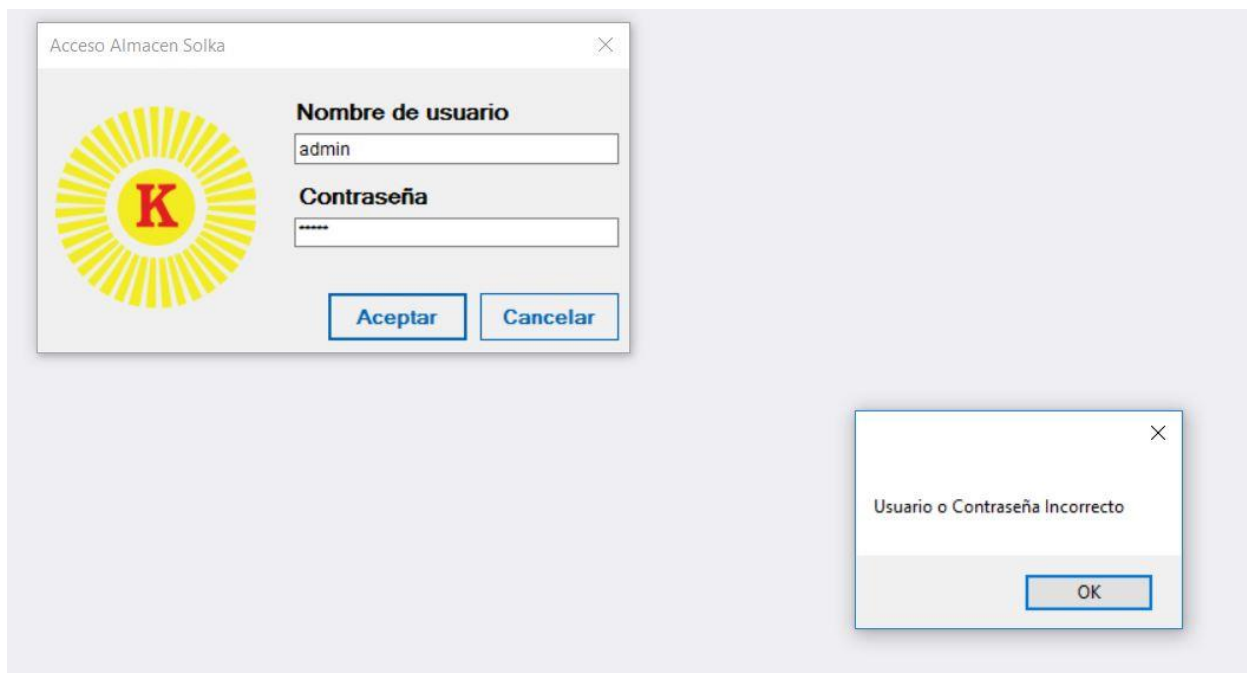 Acceso Almacen Solka
K
Nombre de usuario
admin
Contraseña
*****
Aceptar
Cancelar
Usuario o Contraseña Incorrecto
OK